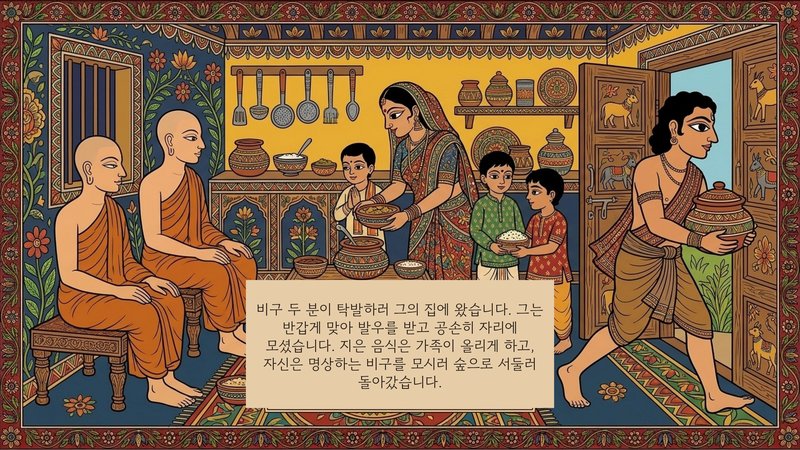 비구 두 분이 탁발하러 그의 집에 왔습니다. 그는
반갑게 맞아 발우를 받고 공손히 자리에
모셨습니다. 지은 음식은 가족이 올리게 하고,
자신은 명상하는 비구를 모시러 숲으로 서둘러
돌아갔습니다.